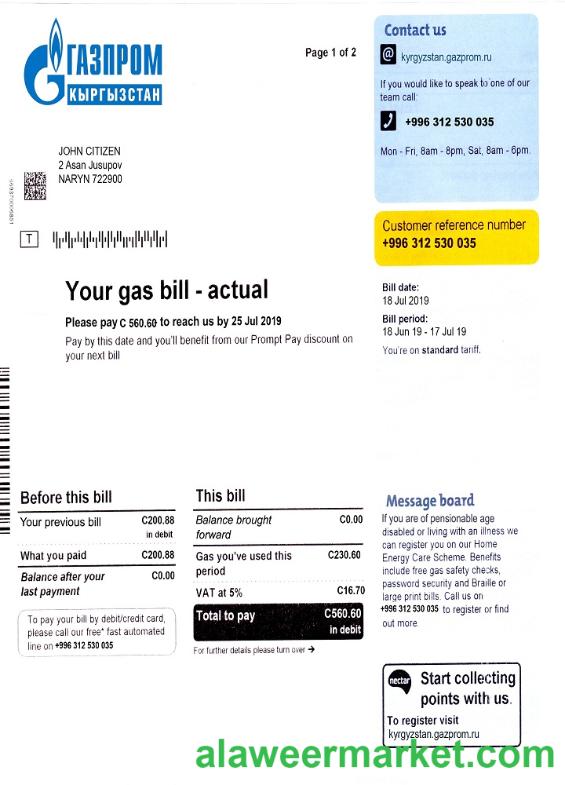 ГАЗПРОМ
КЫРГЫЗСТАН
Page 1 of 2
Contact us
@ kyrgyzstan.gazprom.ru
If you would like to speak to one of our
team call:
+996 312 530 035
Mon - Fri, 8am - 8pm, Sat, 8am - 6pm.
JOHN CITIZEN
2 Asan Jusupov
NARYN 722900
T
Customer reference number
+996 312 530 035
Your gas bill - actual
Please pay C 560.60 to reach us by 25 Jul 2019
Pay by this date and you'll benefit from our Prompt Pay discount on
your next bill
Bill date:
18 Jul 2019
Bill period:
18 Jun 19 - 17 Jul 19
You're on standard tariff.
Before this bill
Your previous bill C200.88
in debit
What you paid C200.88
Balance after your C0.00
last payment
To pay your bill by debit/credit card,
please call our free* fast automated
line on +996 312 530 035
This bill
Balance brought C0.00
forward
Gas you've used this C230.60
period
VAT at 5% C16.70
Total to pay C560.60
in debit
For further details please turn over →
Message board
If you are of pensionable age
disabled or living with an illness we
can register you on our Home
Energy Care Scheme. Benefits
include free gas safety checks,
password security and Braille or
large print bills. Call us on
+996 312 530 035 to register or find
out more.
nectar
Start collecting
points with us.
To register visit
kyrgyzstan.gazprom.ru
alaweermarket.com